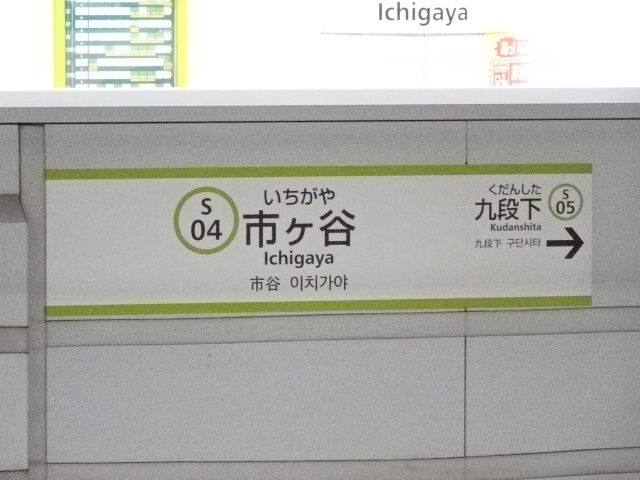 Ichigaya
S
04
いちがや
市ヶ谷
Ichigaya
市谷 이치가야
くだんした
九段下
Kudanshita
九段下 구단시타
S
05